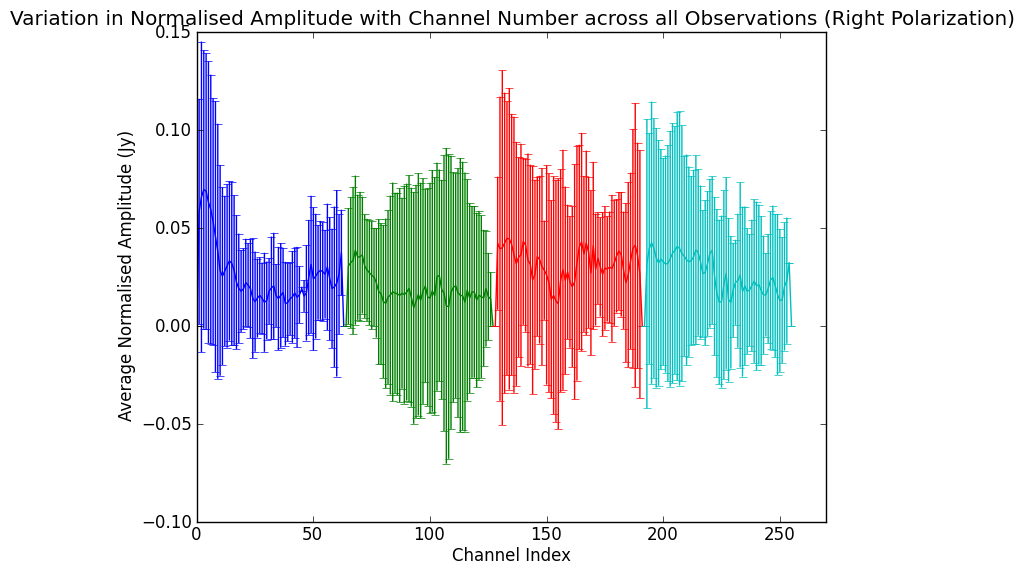 Variation in Normalised Amplitude with Channel Number across all Observations (Right Polarization)
0.15
0.10
0.05
0.00
−0.05
−0.10
Average Normalised Amplitude (Jy)
0 50 100 150 200 250
Channel Index